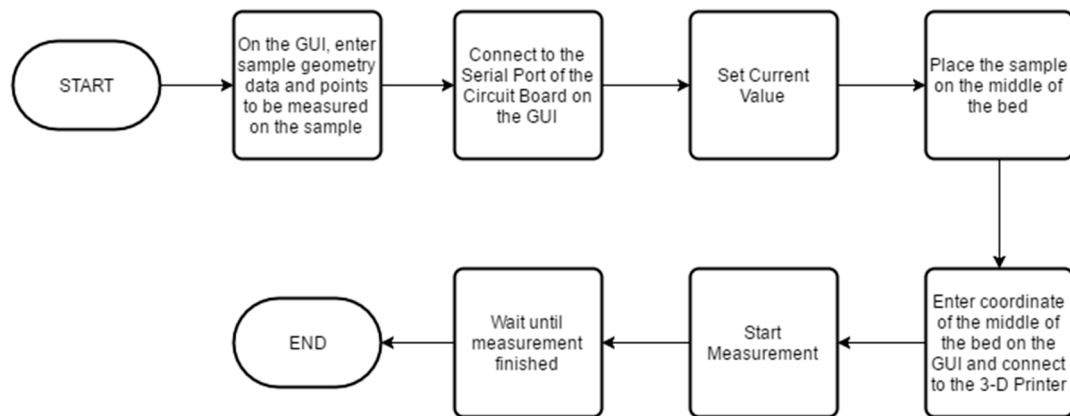 START
On the GUI, enter
sample geometry
data and points
to be measured
on the sample
Connect to the
Serial Port of the
Circuit Board on
the GUI
Set Current
Value
Place the sample
on the middle of
the bed
Enter coordinate
of the middle of
the bed on the
GUI and connect
to the 3-D Printer
Start
Measurement
Wait until
measurement
finished
END